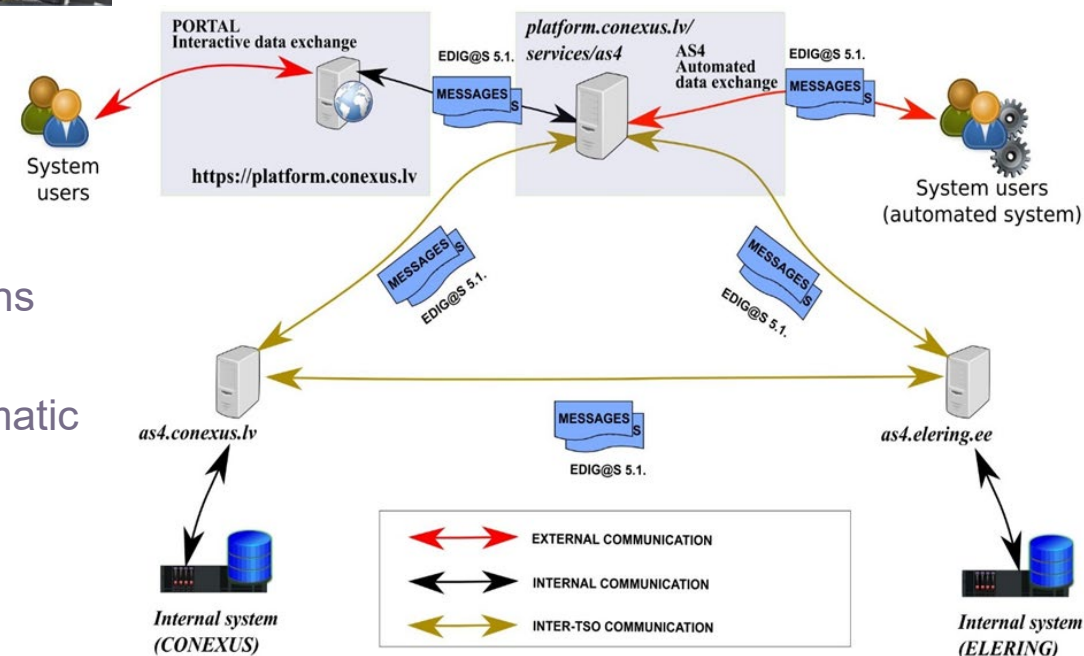 PORTAL
Interactive data exchange
https://platform.conexus.lv
platform.conexus.lv/
services/as4
AS4
Automated
data exchange
EDIG@S 5.1.
MESSAGES
S
EDIG@S 5.1.
MESSAGES
S
System
users
System users
(automated system)
MESSAGES
S
EDIG@S 5.1.
MESSAGES
S
EDIG@S 5.1.
as4.conexus.lv
as4.elering.ee
MESSAGES
S
EDIG@S 5.1.
EXTERNAL COMMUNICATION
INTERNAL COMMUNICATION
INTER-TSO COMMUNICATION
Internal system
(CONEXUS)
Internal system
(ELERING)